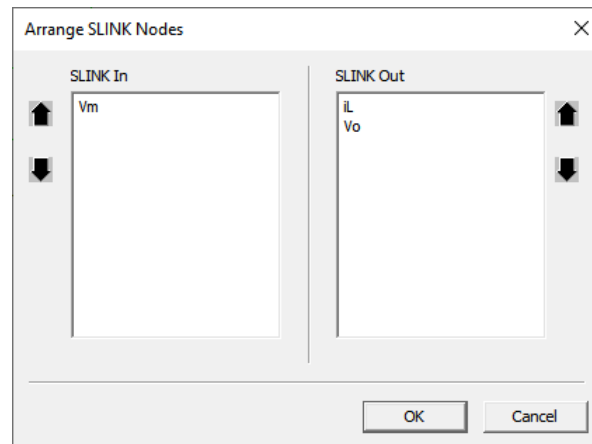 Arrange SLINK Nodes
SLINK In
Vm
SLINK Out
iL
Vo
OK
Cancel